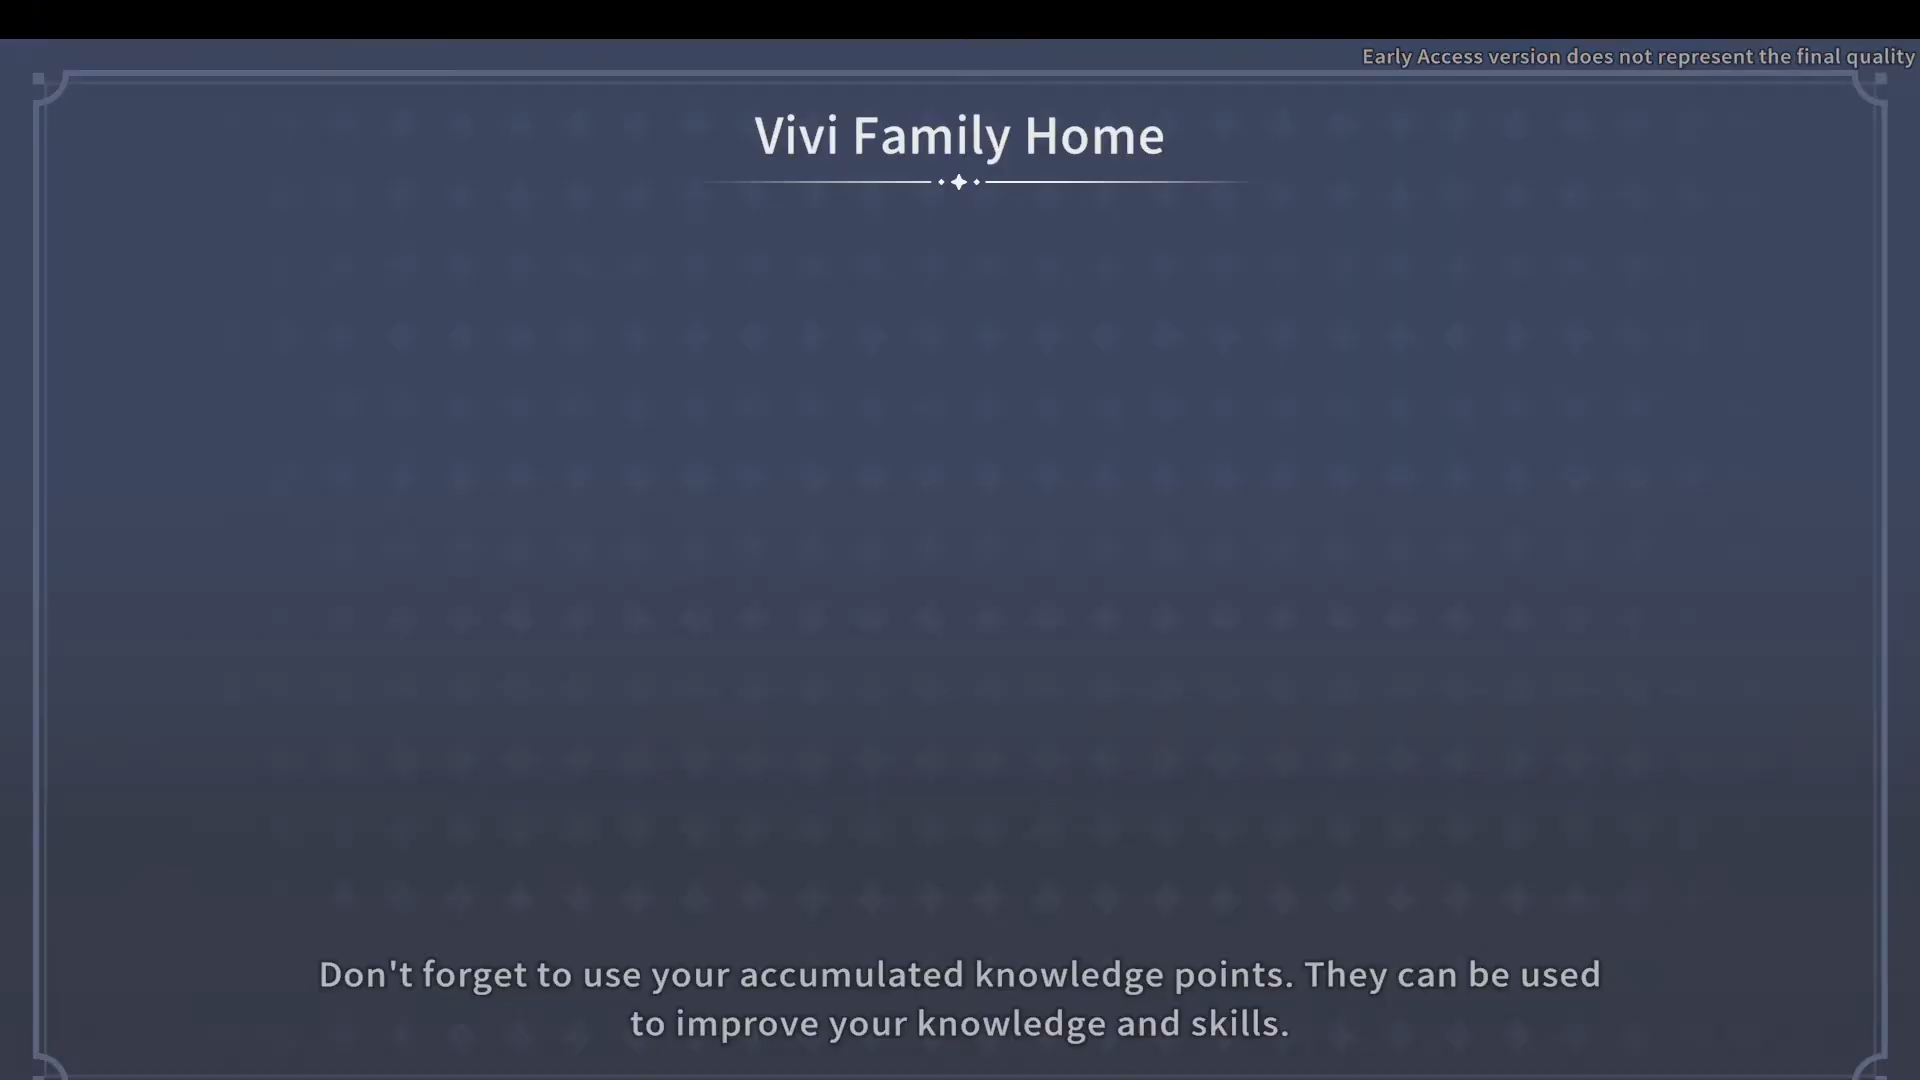 Early Access version does not represent the final quality
Vivi Family Home
Don't forget to use your accumulated knowledge points. They can be used
to improve your knowledge and skills.